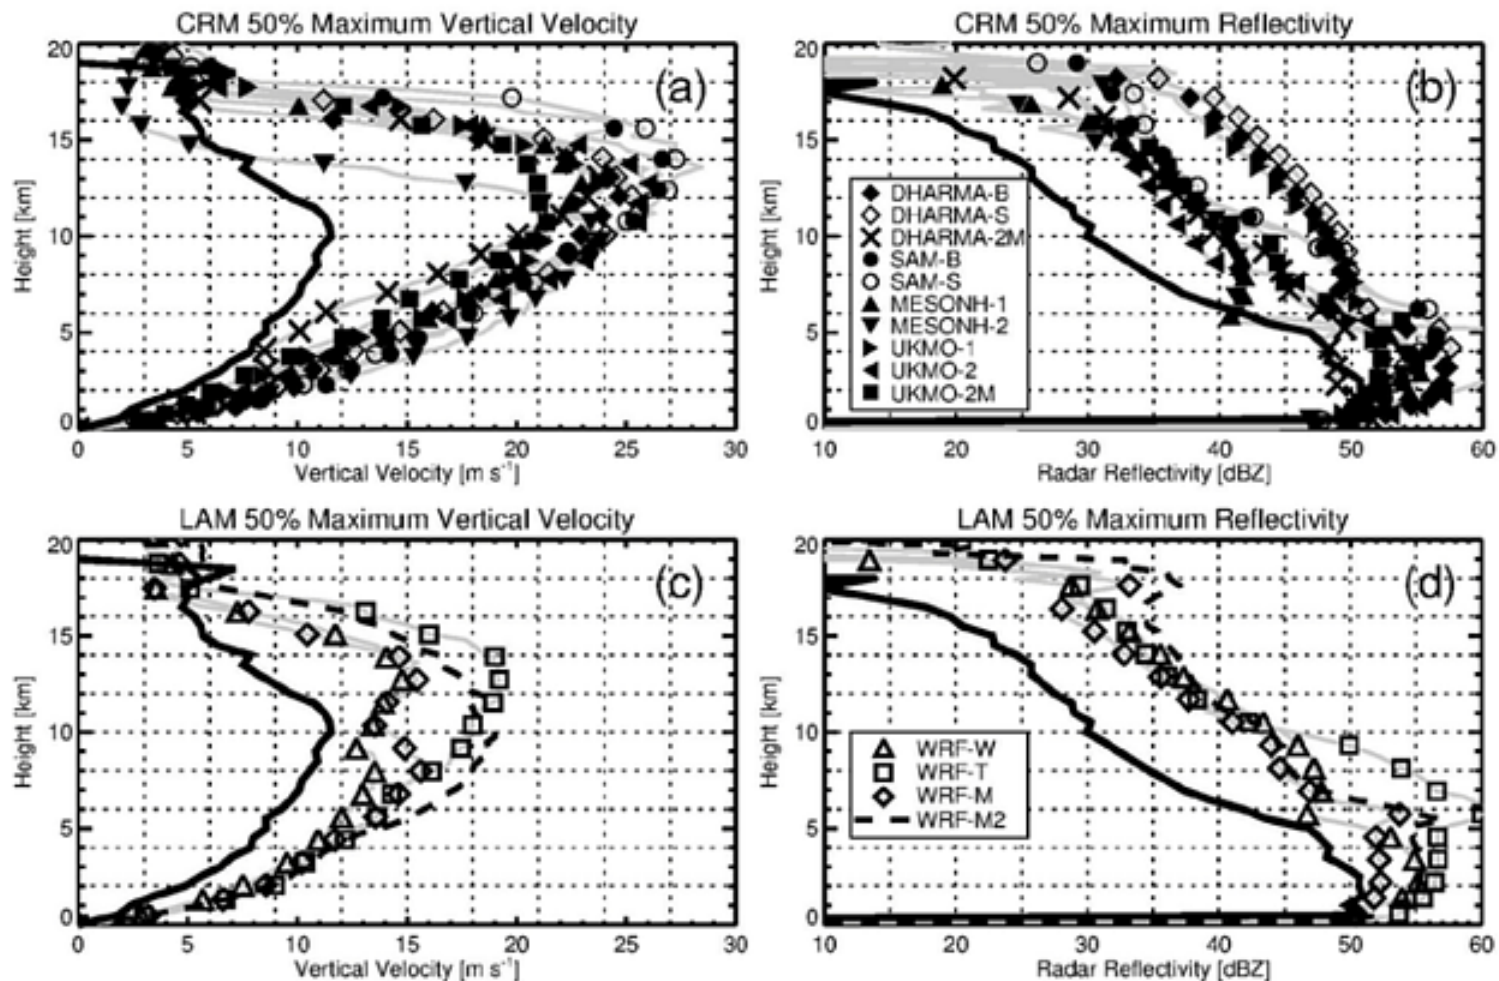 CRM 50% Maximum Vertical Velocity
20
15
10
5
0
Height [km]
(a)
0 5 10 15 20 25 30
Vertical Velocity [m s⁻¹]
CRM 50% Maximum Reflectivity
20
15
10
5
0
Height [km]
(b)
DHARMA-B
DHARMA-S
DHARMA-2M
SAM-B
SAM-S
MESONH-1
MESONH-2
UKMO-1
UKMO-2
UKMO-2M
10 20 30 40 50 60
Radar Reflectivity [dBZ]
LAM 50% Maximum Vertical Velocity
20
15
10
5
0
Height [km]
(c)
0 5 10 15 20 25 30
Vertical Velocity [m s⁻¹]
LAM 50% Maximum Reflectivity
20
15
10
5
0
Height [km]
(d)
WRF-W
WRF-T
WRF-M
WRF-M2
10 20 30 40 50 60
Radar Reflectivity [dBZ]